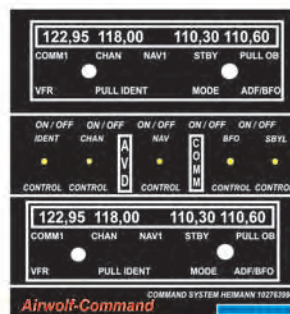 122,95 118,00 110,30 110,60
COMM1 CHAN NAV1 STBY PULL OB
VFR PULL IDENT MODE ADF/BFO
ON / OFF ON / OFF ON / OFF ON / OFF ON / OFF
IDENT CHAN AVD NAV COMM BFO SBYL
CONTROL CONTROL CONTROL CONTROL CONTROL
122,95 118,00 110,30 110,60
COMM1 CHAN NAV1 STBY PULL OB
VFR PULL IDENT MODE ADF/BFO
COMMAND SYSTEM HEIMANN 10276399
Airwolf-Command